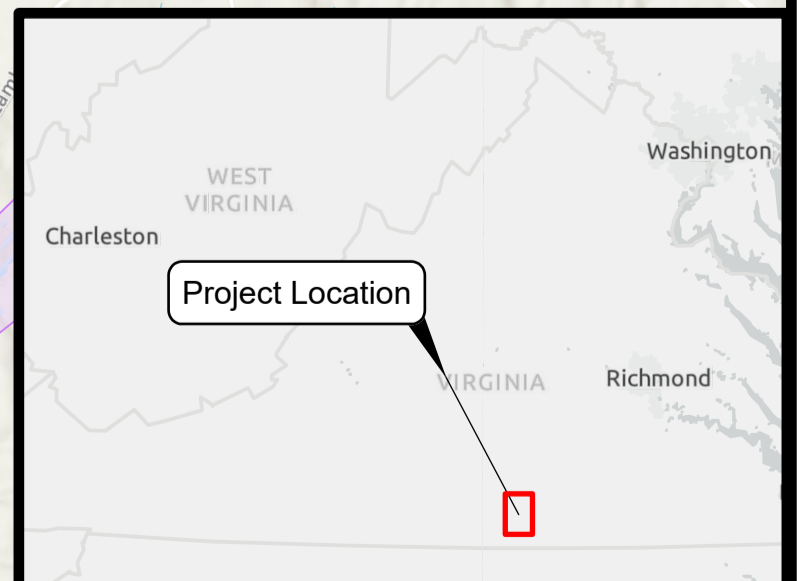 Washington
WEST
VIRGINIA
Charleston
Project Location
VIRGINIA
Richmond